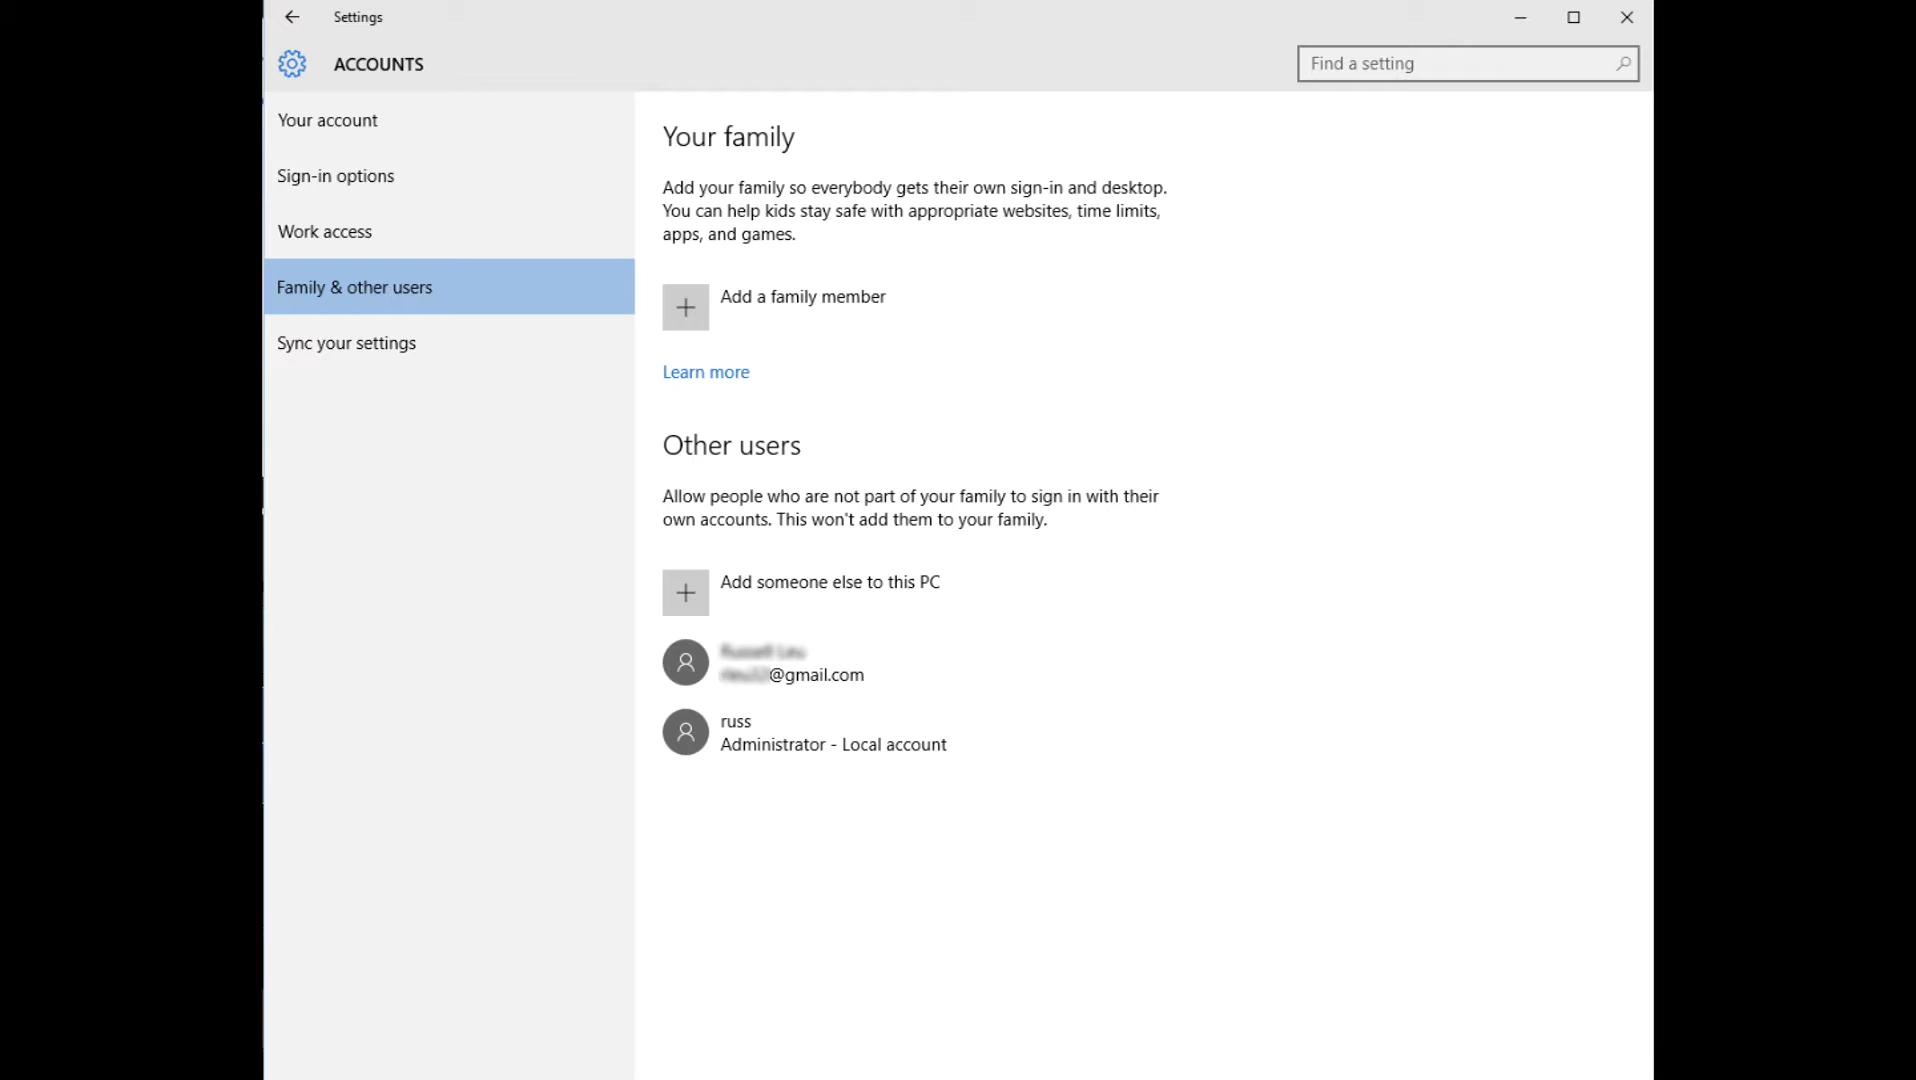 Settings
ACCOUNTS
Find a setting
Your account
Sign-in options
Work access
Family & other users
Sync your settings
Your family
Add your family so everybody gets their own sign-in and desktop.
You can help kids stay safe with appropriate websites, time limits,
apps, and games.
Add a family member
Learn more
Other users
Allow people who are not part of your family to sign in with their
own accounts. This won't add them to your family.
Add someone else to this PC
@gmail.com
russ
Administrator - Local account